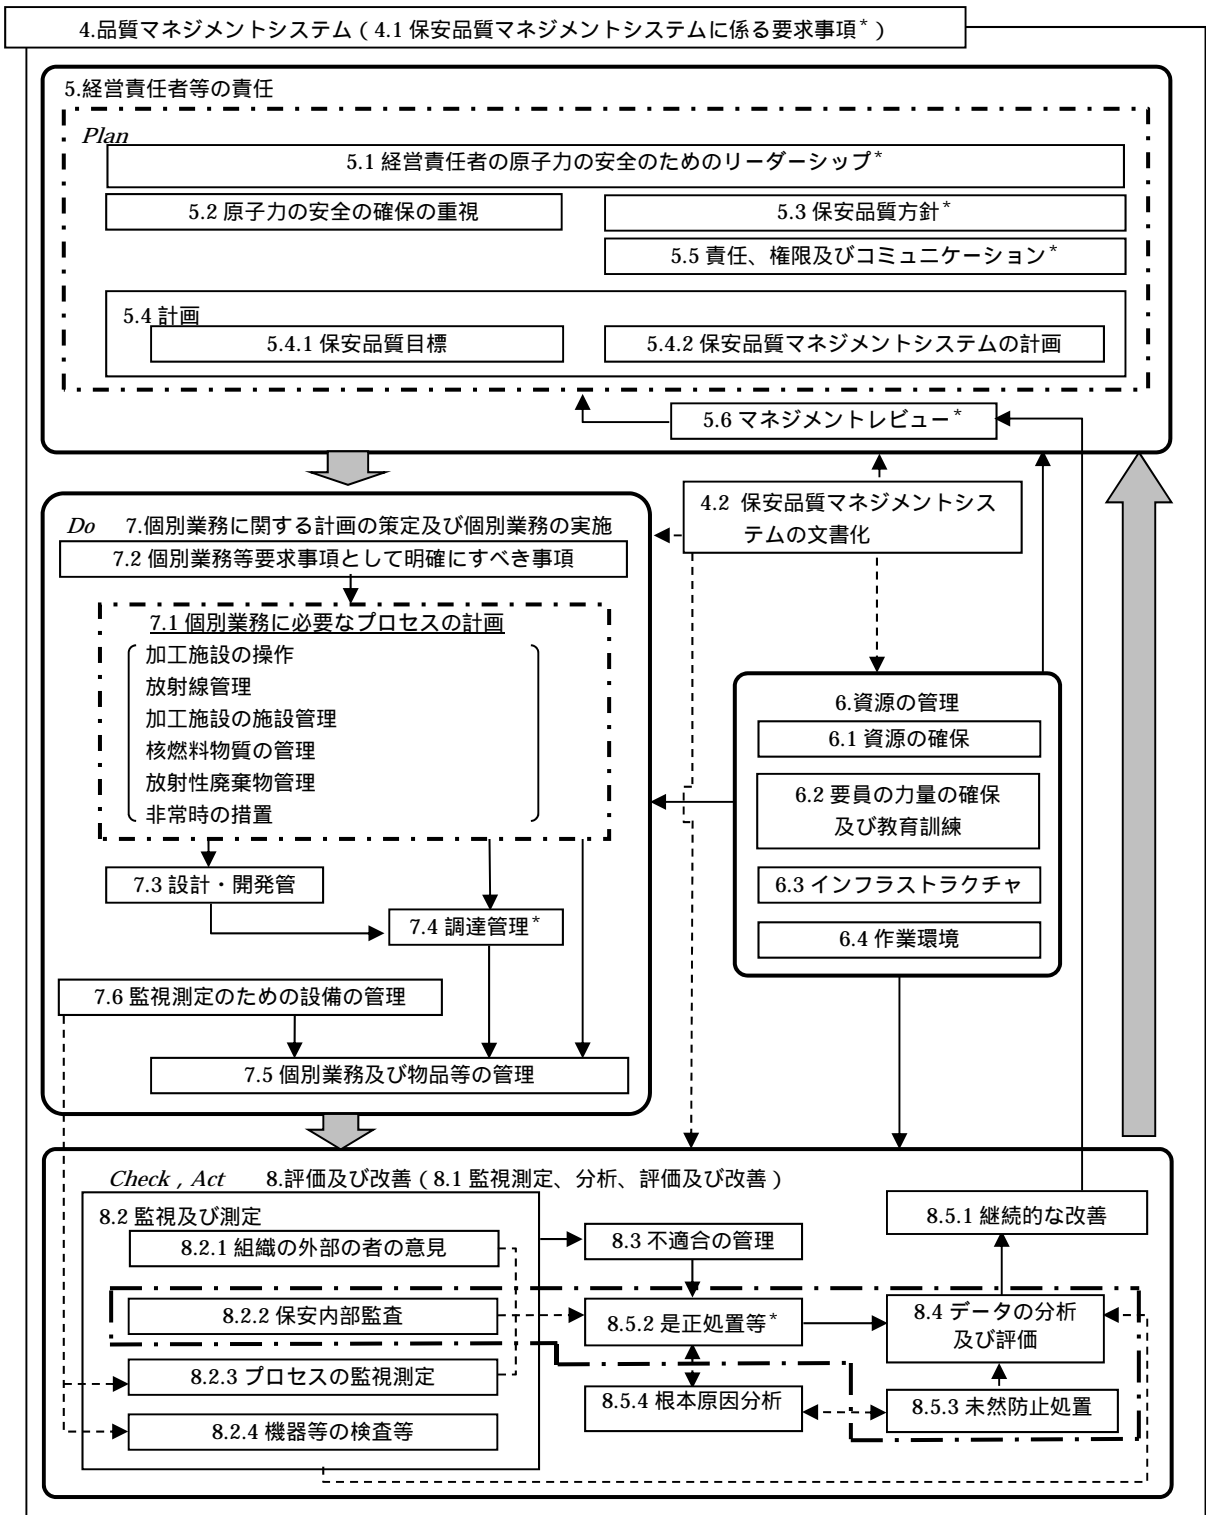 4.品質マネジメントシステム（4.1 保安品質マネジメントシステムに係る要求事項*）
5.経営責任者等の責任
Plan
5.1 経営責任者の原子力の安全のためのリーダーシップ*
5.2 原子力の安全の確保の重視
5.3 保安品質方針*
5.5 責任、権限及びコミュニケーション*
5.4 計画
5.4.1 保安品質目標
5.4.2 保安品質マネジメントシステムの計画
5.6 マネジメントレビュー*
4.2 保安品質マネジメントシス
テムの文書化
Do 7.個別業務に関する計画の策定及び個別業務の実施
7.2 個別業務等要求事項として明確にすべき事項
7.1 個別業務に必要なプロセスの計画
加工施設の操作
放射線管理
加工施設の施設管理
核燃料物質の管理
放射性廃棄物管理
非常時の措置
7.3 設計・開発管
7.4 調達管理*
7.6 監視測定のための設備の管理
7.5 個別業務及び物品等の管理
6.資源の管理
6.1 資源の確保
6.2 要員の力量の確保
及び教育訓練
6.3 インフラストラクチャ
6.4 作業環境
Check , Act 8.評価及び改善（8.1 監視測定、分析、評価及び改善）
8.2 監視及び測定
8.2.1 組織の外部の者の意見
8.2.2 保安内部監査
8.2.3 プロセスの監視測定
8.2.4 機器等の検査等
8.3 不適合の管理
8.5.2 是正処置等*
8.5.4 根本原因分析
8.5.1 継続的な改善
8.4 データの分析
及び評価
8.5.3 未然防止処置